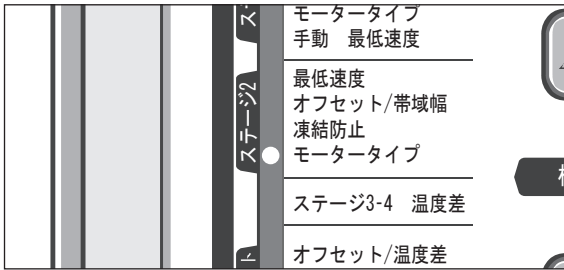 モータータイプ
手動 最低速度
ステージ2
最低速度
オフセット/帯域幅
凍結防止
モータータイプ
ステージ3-4 温度差
オフセット/温度差